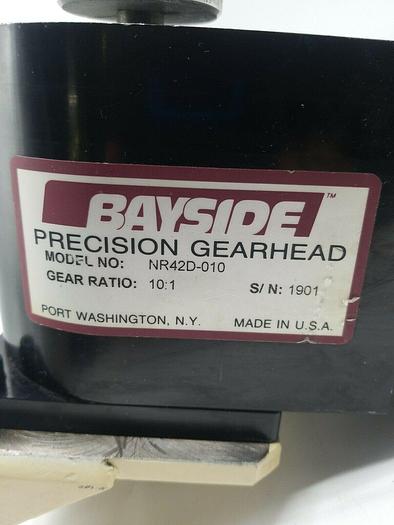 BAYSIDE™
PRECISION GEARHEAD
MODEL NO: NR42D-010
GEAR RATIO: 10:1 S/N: 1901
PORT WASHINGTON, N.Y. MADE IN U.S.A.